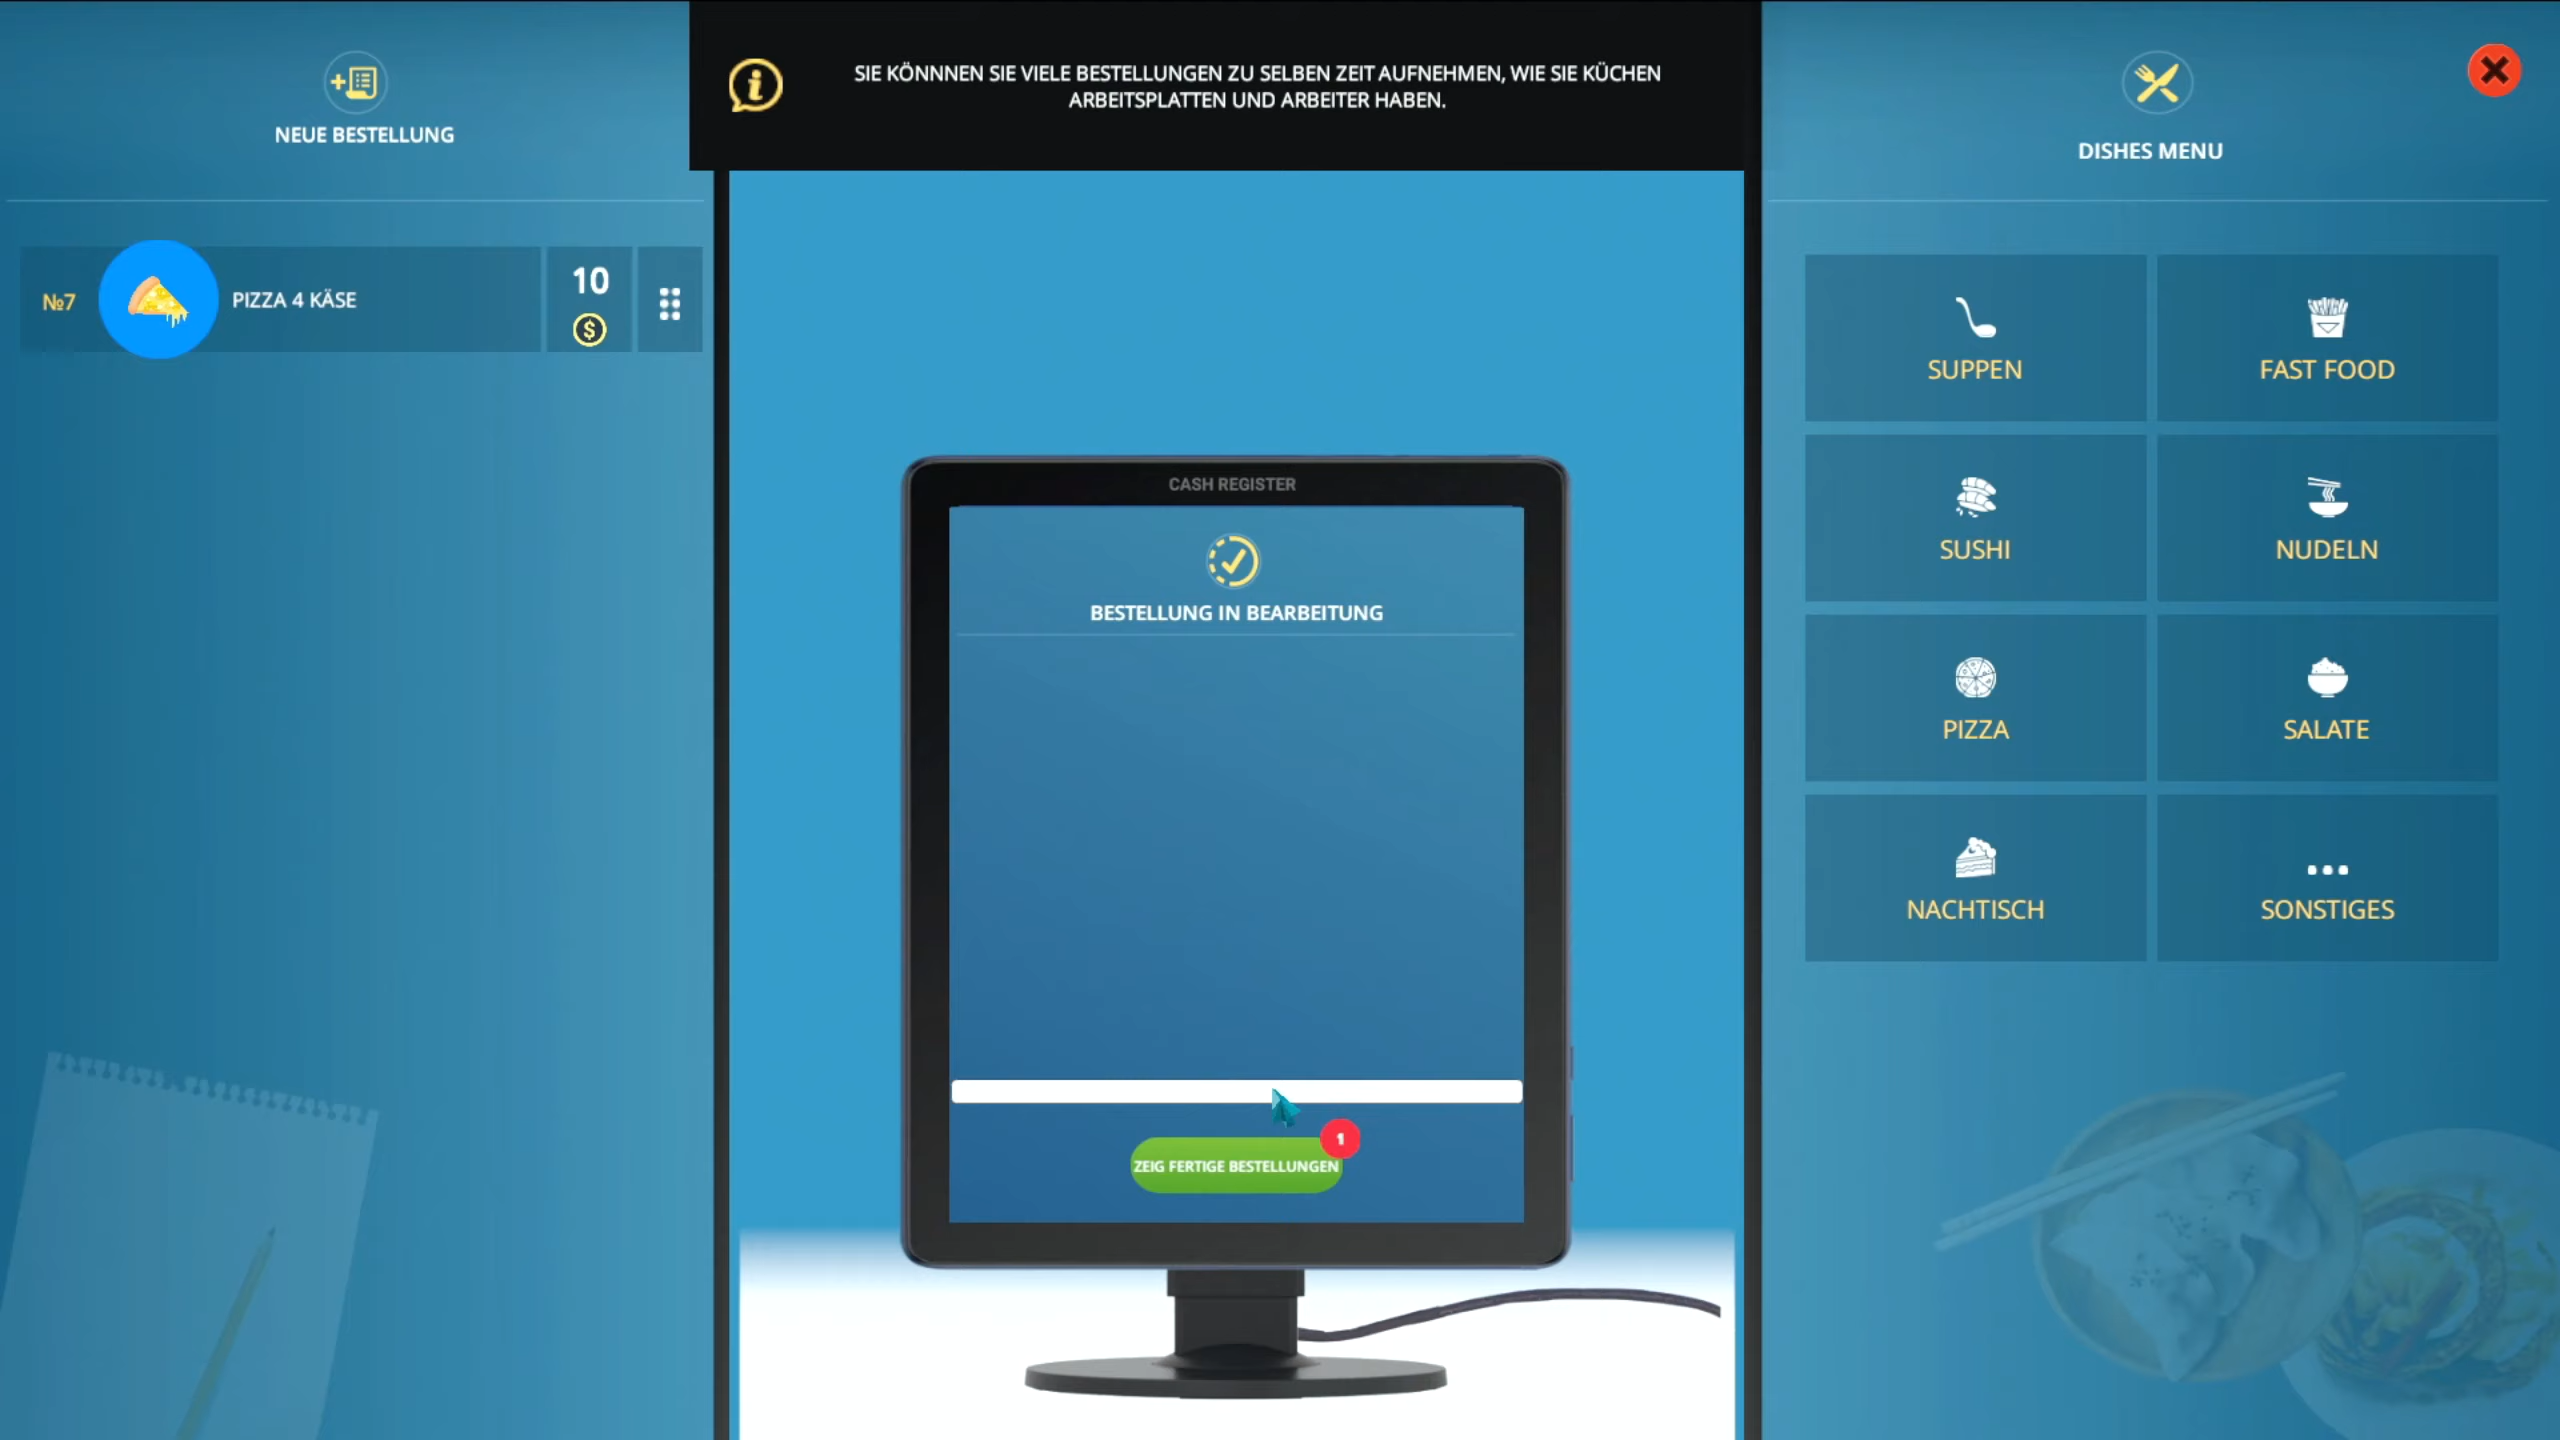 NEUE BESTELLUNG
SIE KÖNNNEN SIE VIELE BESTELLUNGEN ZU SELBEN ZEIT AUFNEHMEN, WIE SIE KÜCHEN
ARBEITSPLATTEN UND ARBEITER HABEN.
DISHES MENU
№7
PIZZA 4 KÄSE
10
$
CASH REGISTER
BESTELLUNG IN BEARBEITUNG
1
ZEIG FERTIGE BESTELLUNGEN
SUPPEN
FAST FOOD
SUSHI
NUDELN
PIZZA
SALATE
NACHTISCH
SONSTIGES